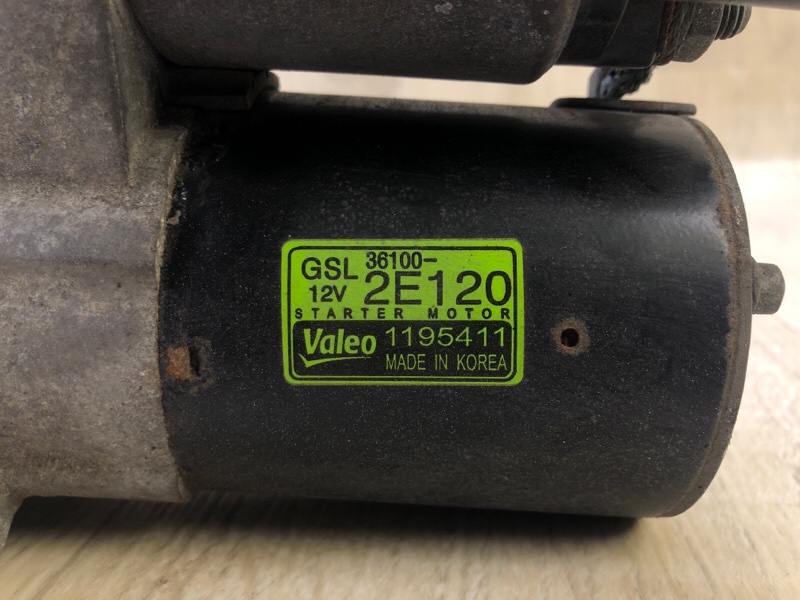 GSL 36100-
12V 2E120
STARTER MOTOR
Valeo 1195411
MADE IN KOREA